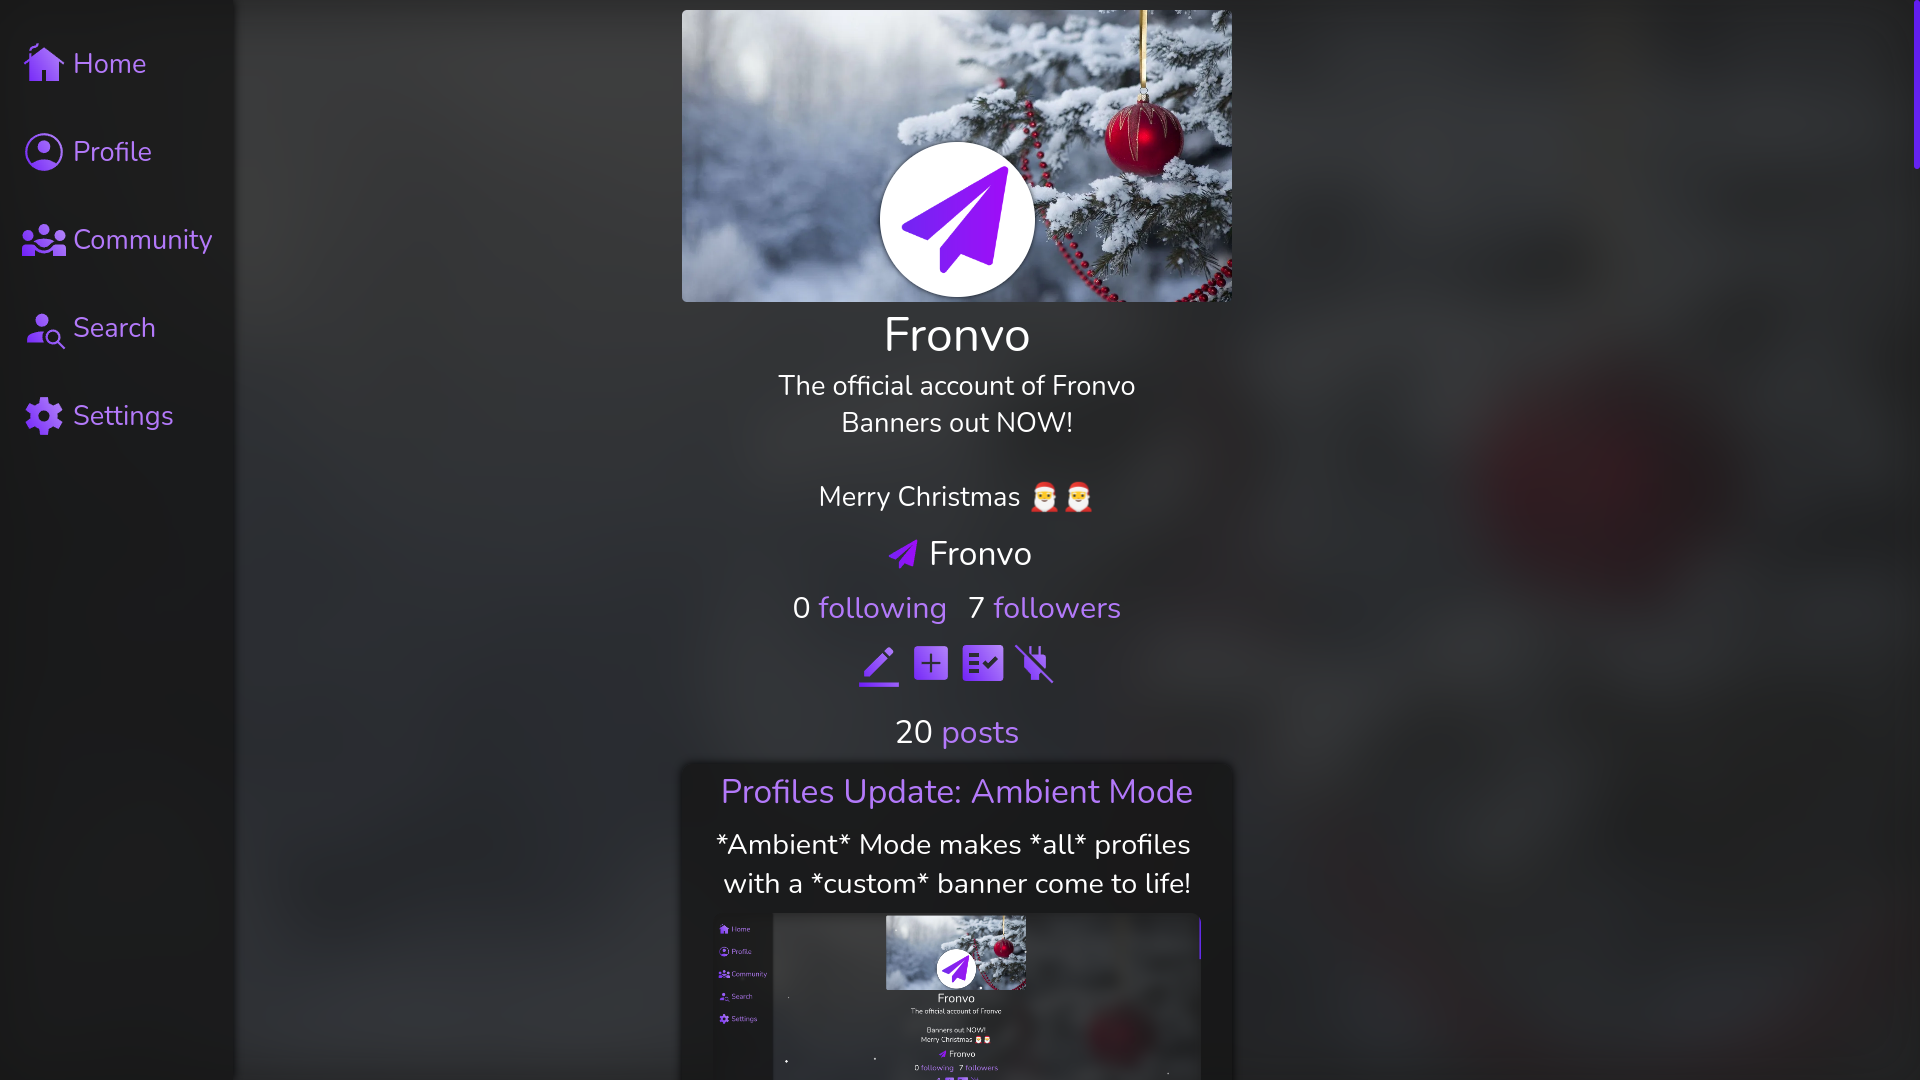 Home
Profile
Community
Search
Settings
Fronvo
The official account of Fronvo
Banners out NOW!
Merry Christmas 🎅🎅
Fronvo
0 following 7 followers
20 posts
Profiles Update: Ambient Mode
*Ambient* Mode makes *all* profiles
with a *custom* banner come to life!
Home
Profile
Community
Search
Settings
Fronvo
The official account of Fronvo
Banners out NOW!
Merry Christmas 🎅🎅
Fronvo
0 following 7 followers